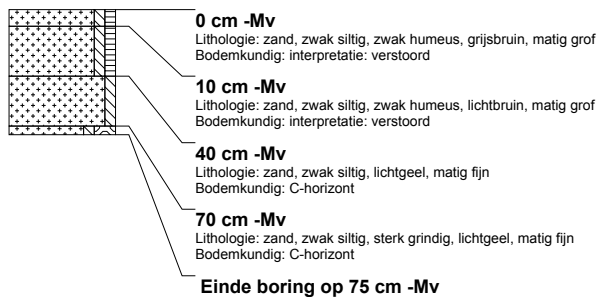 0 cm -Mv
Lithologie: zand, zwak siltig, zwak humeus, grijsbruin, matig grof
Bodemkundig: interpretatie: verstoord
10 cm -Mv
Lithologie: zand, zwak siltig, zwak humeus, lichtbruin, matig grof
Bodemkundig: interpretatie: verstoord
40 cm -Mv
Lithologie: zand, zwak siltig, lichtgeel, matig fijn
Bodemkundig: C-horizont
70 cm -Mv
Lithologie: zand, zwak siltig, sterk grindig, lichtgeel, matig fijn
Bodemkundig: C-horizont
Einde boring op 75 cm -Mv